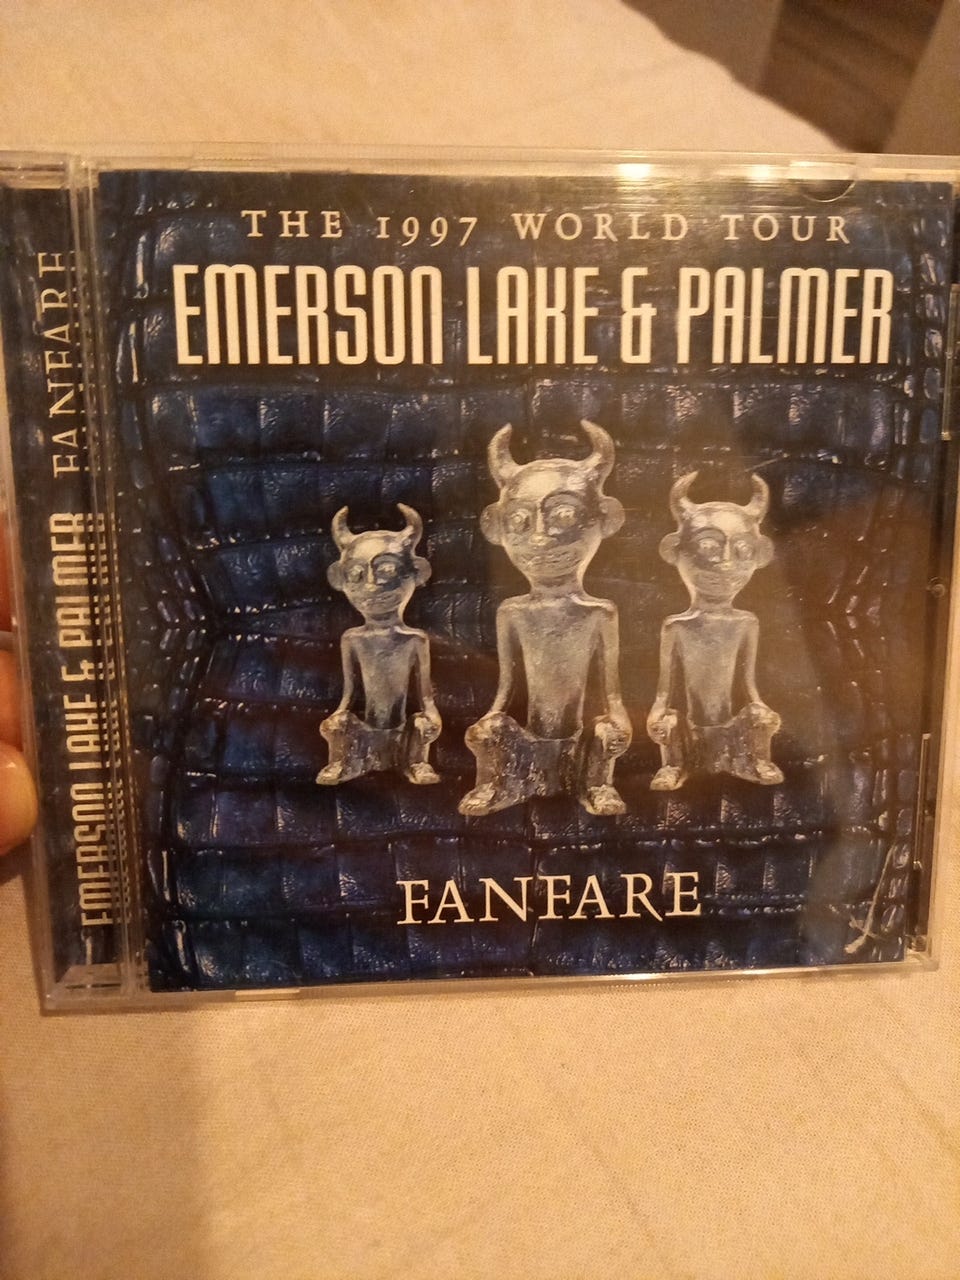 THE 1997 WORLD TOUR
EMERSON LAKE & PALMER
FANFARE
EMERSON LAKE & PALMER FANFARE